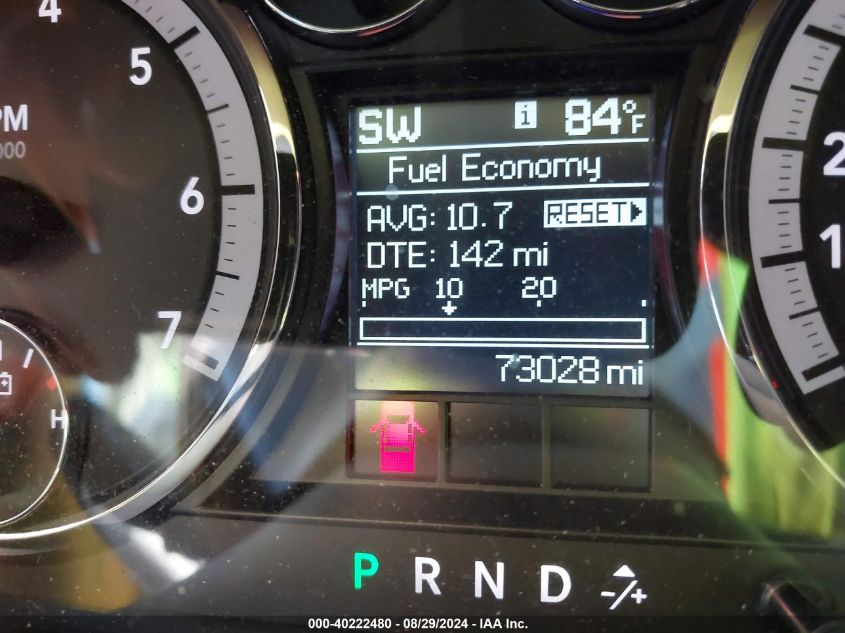 4
5
6
7
PM
000
H
SW i 84°F
Fuel Economy
AVG: 10.7 RESET
DTE: 142 mi
MPG 10 20
73028 mi
2
1
P R N D -/+
000-40222480 - 08/29/2024 - IAA Inc.